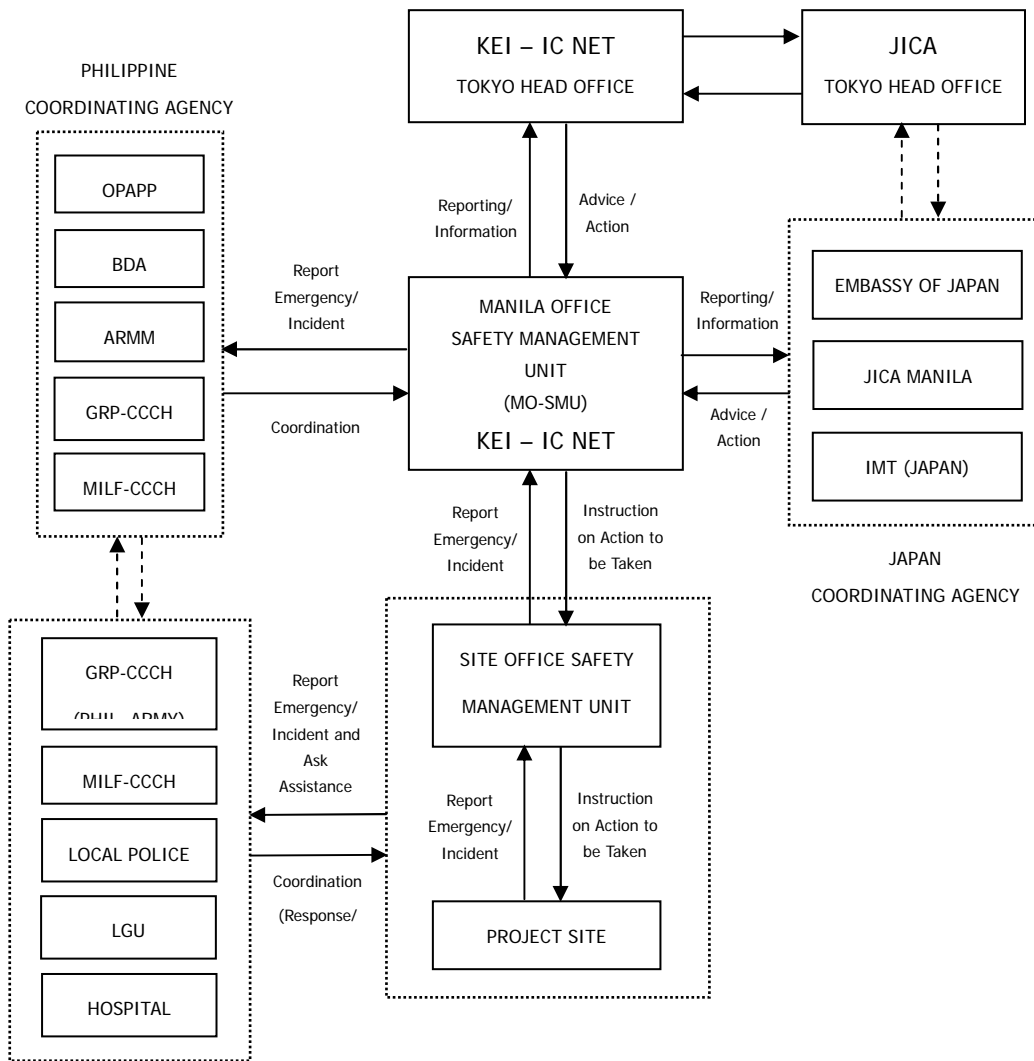 KEI – IC NET
TOKYO HEAD OFFICE
JICA
TOKYO HEAD OFFICE
PHILIPPINE
COORDINATING AGENCY
OPAPP
BDA
ARMM
GRP-CCCH
MILF-CCCH
Reporting/
Information
Advice /
Action
Report
Emergency/
Incident
Coordination
MANILA OFFICE
SAFETY MANAGEMENT
UNIT
(MO-SMU)
KEI – IC NET
Reporting/
Information
Advice /
Action
EMBASSY OF JAPAN
JICA MANILA
IMT (JAPAN)
JAPAN
COORDINATING AGENCY
Report
Emergency/
Incident
Instruction
on Action to
be Taken
GRP-CCCH
(PHIL. ARMY)
MILF-CCCH
LOCAL POLICE
LGU
HOSPITAL
Report
Emergency/
Incident and
Ask
Assistance
Coordination
(Response/
SITE OFFICE SAFETY
MANAGEMENT UNIT
Report
Emergency/
Incident
Instruction
on Action to
be Taken
PROJECT SITE